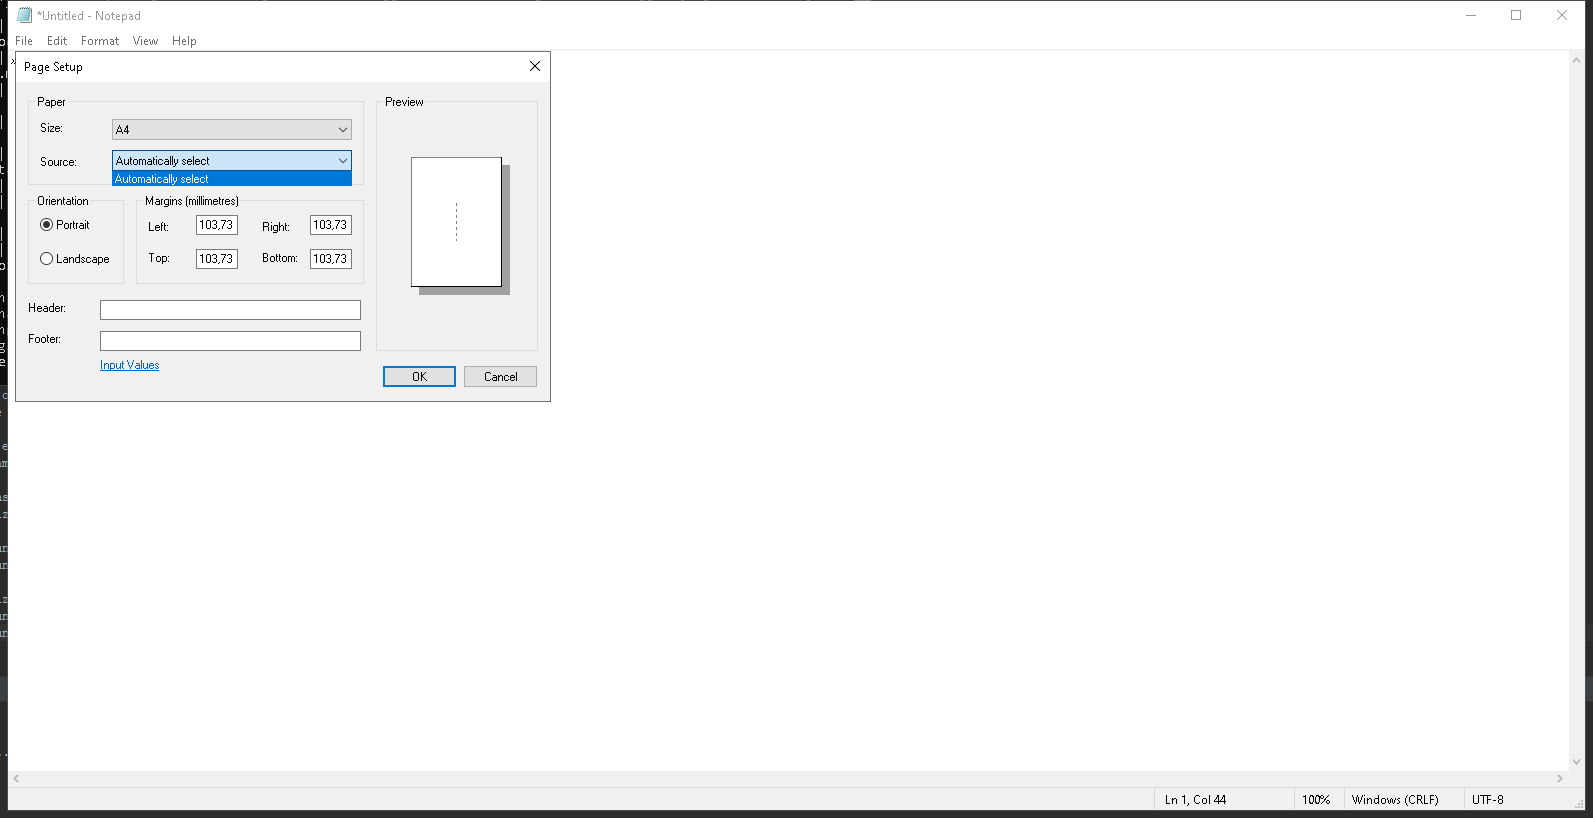 *Untitled - Notepad
File Edit Format View Help
Page Setup
Paper
Size: A4
Source: Automatically select
Automatically select
Preview
Orientation
Portrait
Landscape
Margins (millimetres)
Left: 103,73 Right: 103,73
Top: 103,73 Bottom: 103,73
Header:
Footer:
Input Values
OK Cancel
Ln 1, Col 44 100% Windows (CRLF) UTF-8